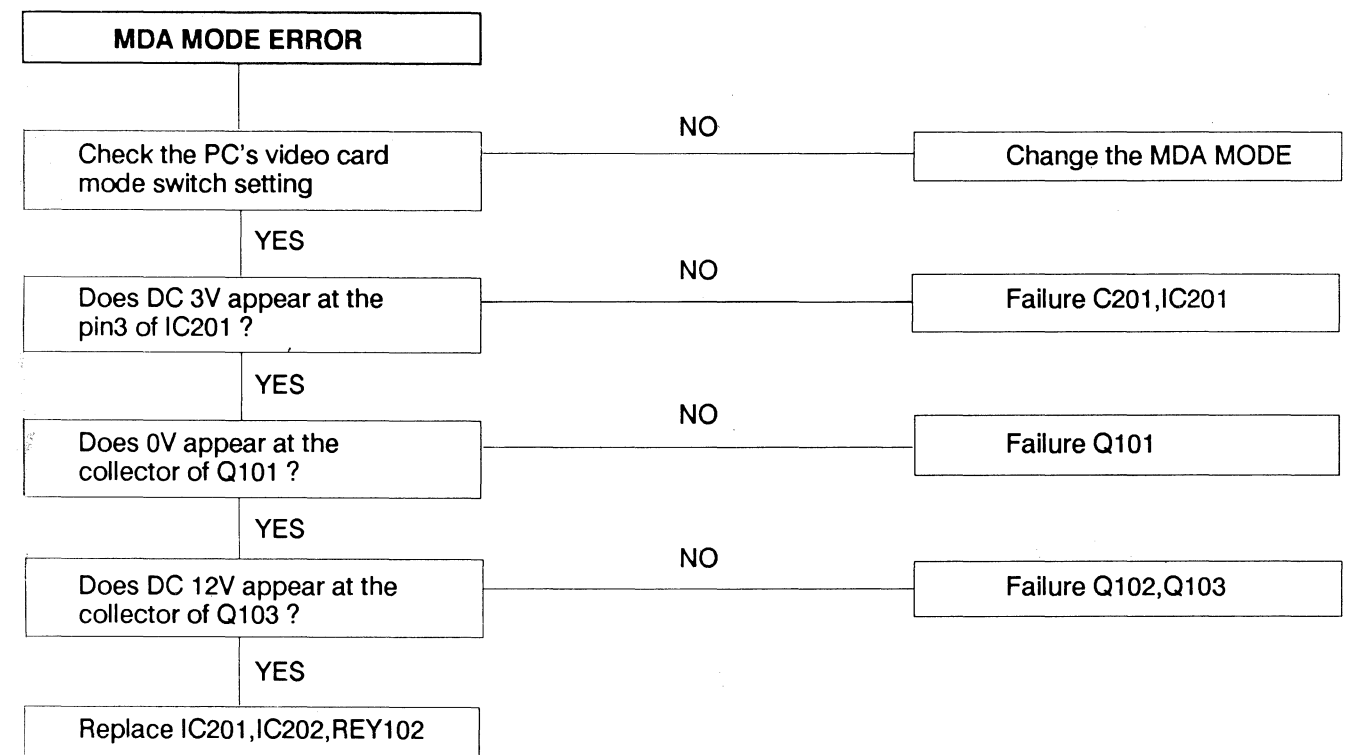 MDA MODE ERROR
NO
Check the PC's video card
mode switch setting
Change the MDA MODE
YES
NO
Does DC 3V appear at the
pin3 of IC201 ?
Failure C201,IC201
YES
NO
Does 0V appear at the
collector of Q101 ?
Failure Q101
YES
NO
Does DC 12V appear at the
collector of Q103 ?
Failure Q102,Q103
YES
Replace IC201,IC202,REY102